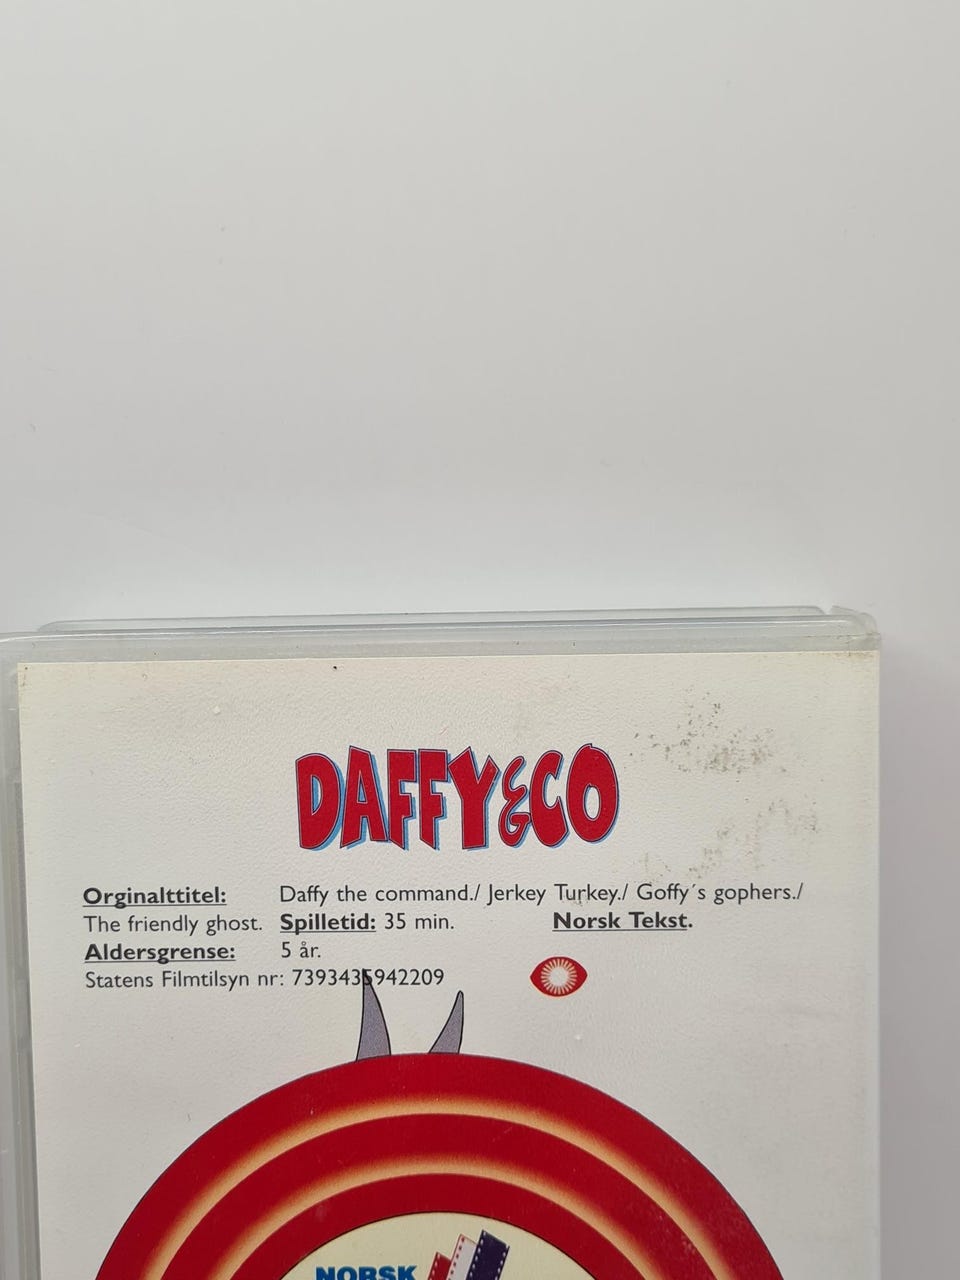 DAFFY&CO
Orginalttitel: Daffy the command./ Jerkey Turkey./ Goffy´s gophers./
The friendly ghost. Spilletid: 35 min. Norsk Tekst.
Aldersgrense: 5 år.
Statens Filmtilsyn nr: 7393435942209
NORSK